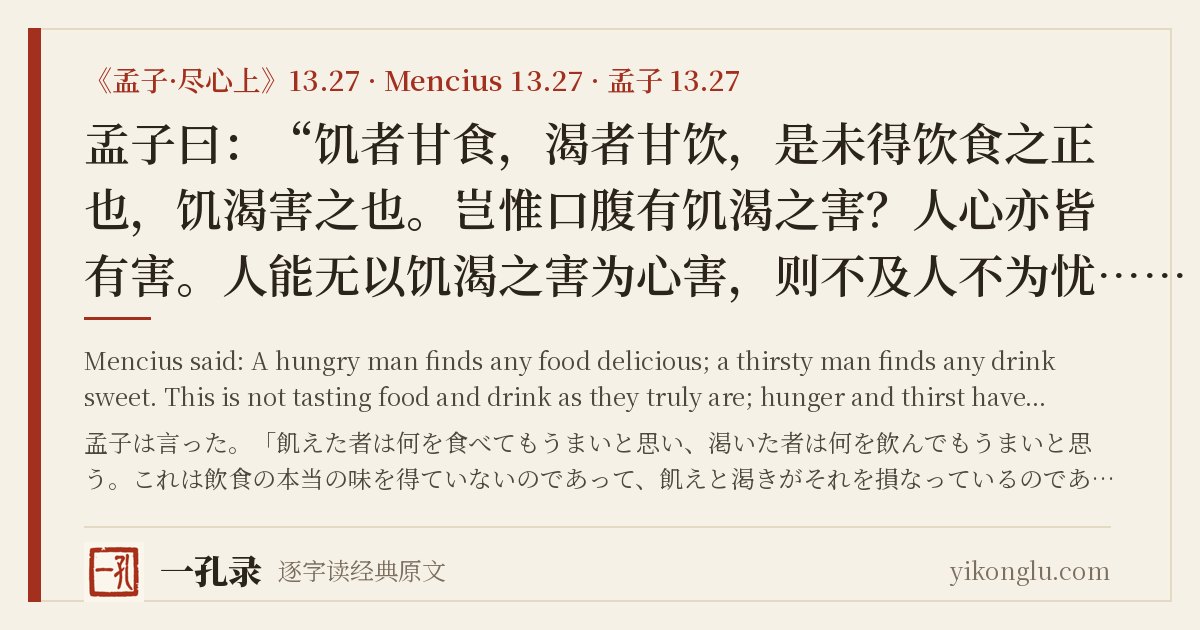 《孟子·尽心上》13.27 · Mencius 13.27 · 孟子 13.27
孟子曰：“饥者甘食，渴者甘饮，是未得饮食之正
也，饥渴害之也。岂惟口腹有饥渴之害？人心亦皆
有害。人能无以饥渴之害为心害，则不及人不为忧……
Mencius said: A hungry man finds any food delicious; a thirsty man finds any drink
sweet. This is not tasting food and drink as they truly are; hunger and thirst have…
孟子は言った。「飢えた者は何を食べてもうまいと思い、渇いた者は何を飲んでもうまいと思
う。これは飲食の本当の味を得ていないのであって、飢えと渇きがそれを損なっているのであ…
一孔
一孔录 逐字读经典原文
yikonglu.com